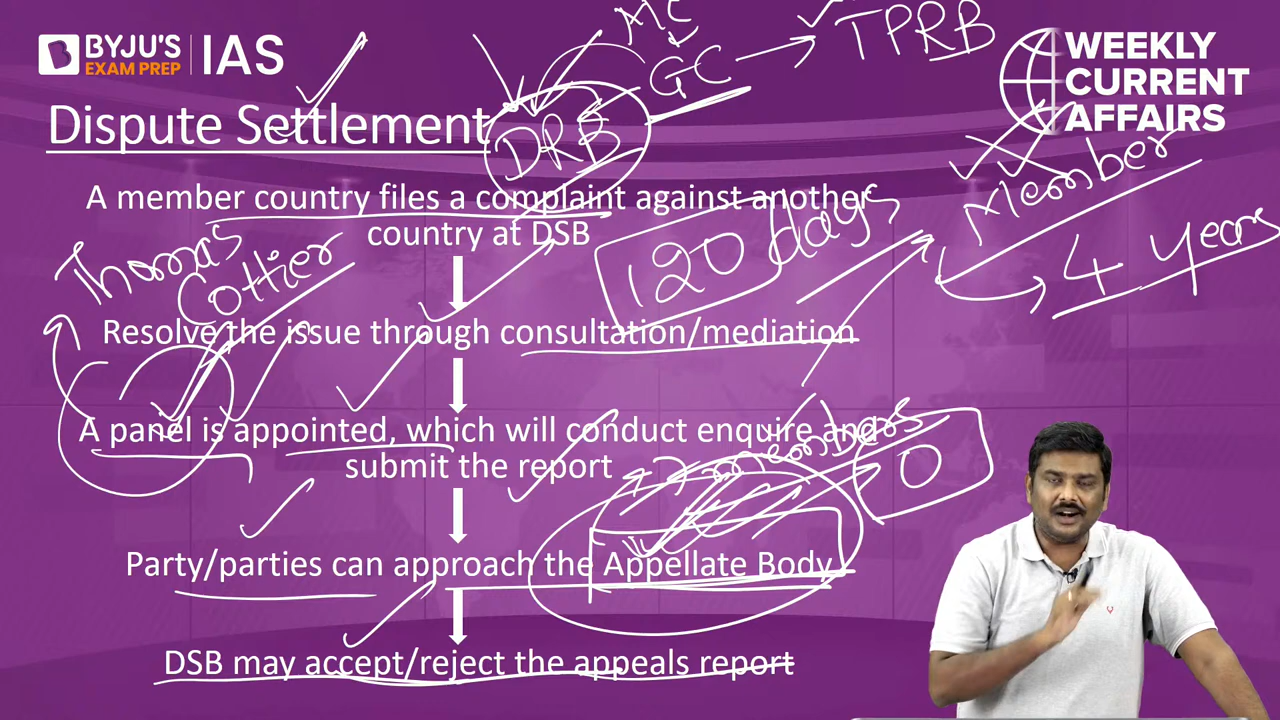 BYJU'S
EXAM PREP
IAS
MC
GC
TPRB
WEEKLY
CURRENT
AFFAIRS
Dispute Settlement
DRB
Member
4 years
A member country files a complaint against another
country at DSB
120 days
Thomas
Cottier
Resolve the issue through consultation/mediation
A panel is appointed, which will conduct enquire and
submit the report
7 members
0
Party/parties can approach the Appellate Body
DSB may accept/reject the appeals report